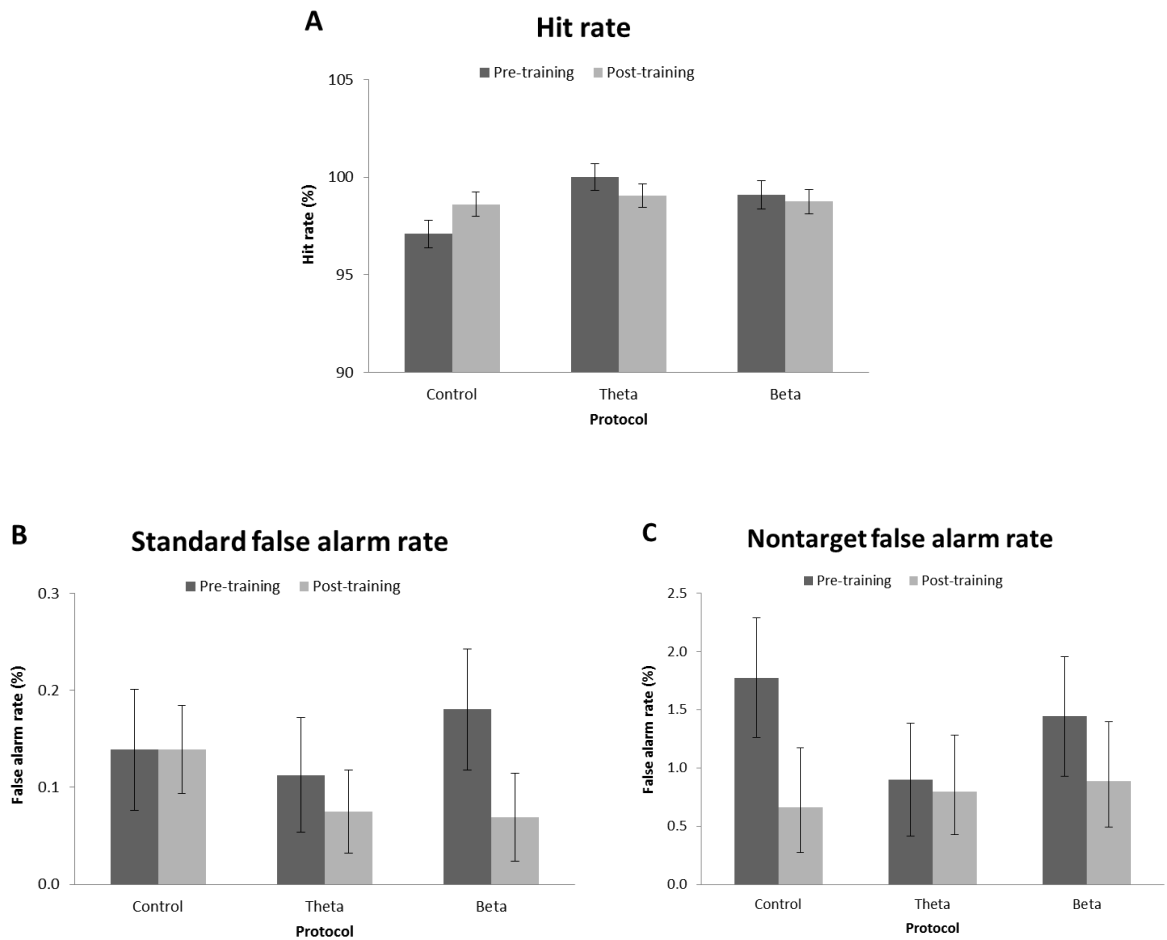 A
Hit rate
Pre-training Post-training
105
100
95
90
Hit rate (%)
Control Theta Beta
Protocol
B
Standard false alarm rate
Pre-training Post-training
0.3
0.2
0.1
0.0
False alarm rate (%)
Control Theta Beta
Protocol
C
Nontarget false alarm rate
Pre-training Post-training
2.5
2.0
1.5
1.0
0.5
0.0
False alarm rate (%)
Control Theta Beta
Protocol